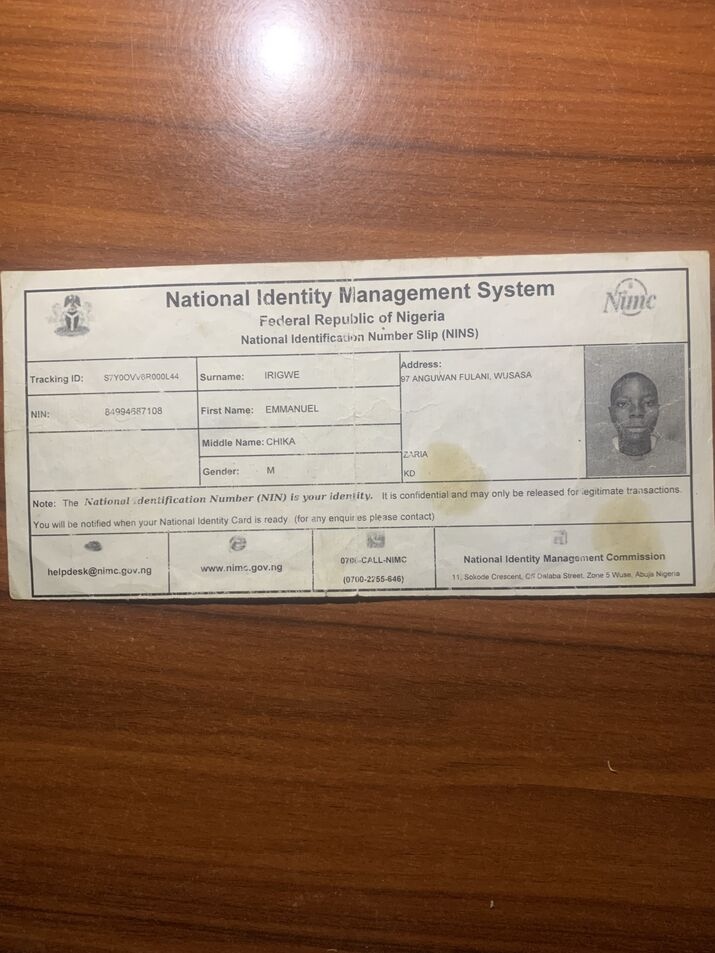 National Identity Management System
Federal Republic of Nigeria
National Identification Number Slip (NINS)
Nimc
Tracking ID:
Surname: IRIGWE
Address:
97 ANGUWAN FULANI, WUSASA
NIN: 84994687108
First Name: EMMANUEL
Middle Name: CHIKA
ZARIA
Gender: M
KD
Note: The National Identification Number (NIN) is your identity. It is confidential and may only be released for legitimate transactions.
You will be notified when your National Identity Card is ready (for any enquiries please contact)
helpdesk@nimc.gov.ng
www.nimc.gov.ng
0700-CALL-NIMC
(0700-2255-646)
National Identity Management Commission
11, Sokode Crescent, Off Dalaba Street, Zone 5 Wuse, Abuja Nigeria